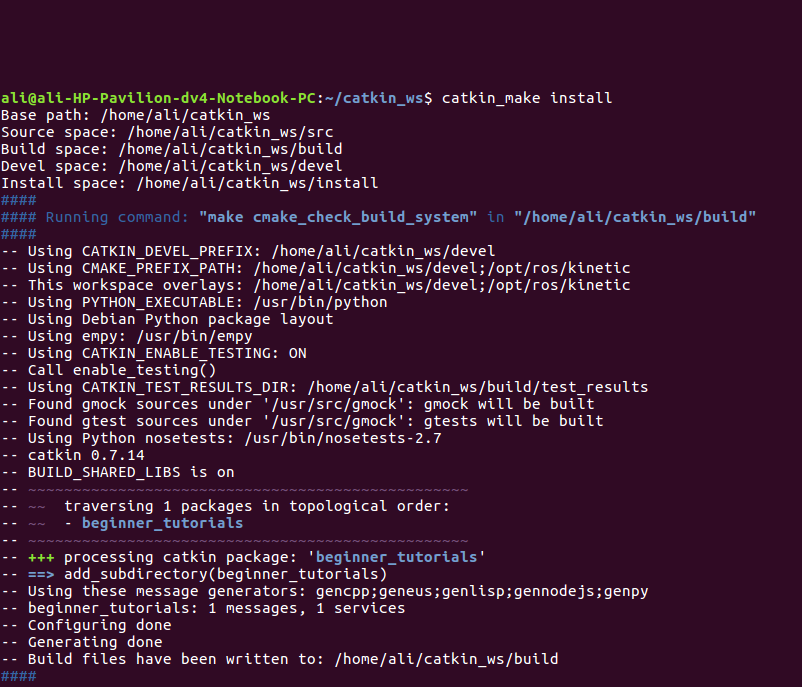 ali@ali-HP-Pavilion-dv4-Notebook-PC:~/catkin_ws$ catkin_make install
Base path: /home/ali/catkin_ws
Source space: /home/ali/catkin_ws/src
Build space: /home/ali/catkin_ws/build
Devel space: /home/ali/catkin_ws/devel
Install space: /home/ali/catkin_ws/install
####
#### Running command: "make cmake_check_build_system" in "/home/ali/catkin_ws/build"
####
-- Using CATKIN_DEVEL_PREFIX: /home/ali/catkin_ws/devel
-- Using CMAKE_PREFIX_PATH: /home/ali/catkin_ws/devel;/opt/ros/kinetic
-- This workspace overlays: /home/ali/catkin_ws/devel;/opt/ros/kinetic
-- Using PYTHON_EXECUTABLE: /usr/bin/python
-- Using Debian Python package layout
-- Using empy: /usr/bin/empy
-- Using CATKIN_ENABLE_TESTING: ON
-- Call enable_testing()
-- Using CATKIN_TEST_RESULTS_DIR: /home/ali/catkin_ws/build/test_results
-- Found gmock sources under '/usr/src/gmock': gmock will be built
-- Found gtest sources under '/usr/src/gmock': gtests will be built
-- Using Python nosetests: /usr/bin/nosetests-2.7
-- catkin 0.7.14
-- BUILD_SHARED_LIBS is on
-- ~~~~~~~~~~~~~~~~~~~~~~~~~~~~~~~~~~~~~~~~~~~~~~~~~
-- ~~  traversing 1 packages in topological order:
-- ~~  - beginner_tutorials
-- ~~~~~~~~~~~~~~~~~~~~~~~~~~~~~~~~~~~~~~~~~~~~~~~~~
-- +++ processing catkin package: 'beginner_tutorials'
-- ==> add_subdirectory(beginner_tutorials)
-- Using these message generators: gencpp;geneus;genlisp;gennodejs;genpy
-- beginner_tutorials: 1 messages, 1 services
-- Configuring done
-- Generating done
-- Build files have been written to: /home/ali/catkin_ws/build
####